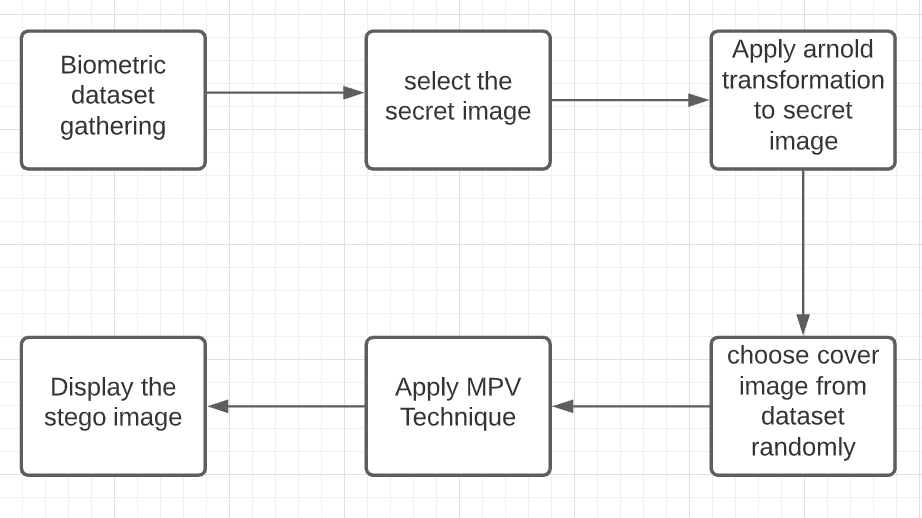 Biometric
dataset
gathering
select the
secret image
Apply arnold
transformation
to secret
image
choose cover
image from
dataset
randomly
Apply MPV
Technique
Display the
stego image